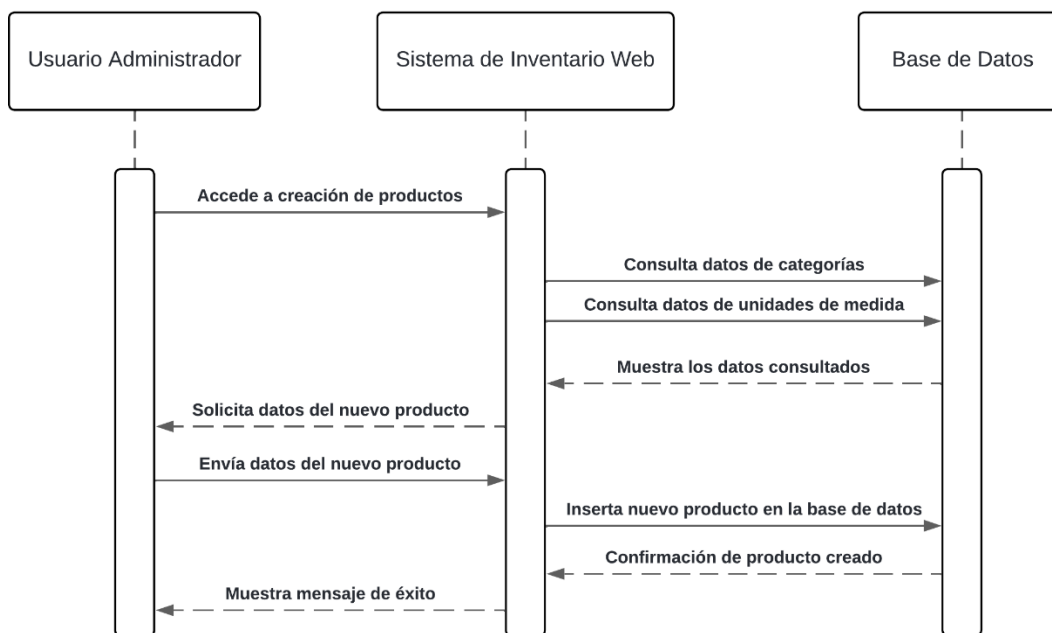 Usuario Administrador
Sistema de Inventario Web
Base de Datos
Accede a creación de productos
Consulta datos de categorías
Consulta datos de unidades de medida
Muestra los datos consultados
Solicita datos del nuevo producto
Envía datos del nuevo producto
Inserta nuevo producto en la base de datos
Confirmación de producto creado
Muestra mensaje de éxito